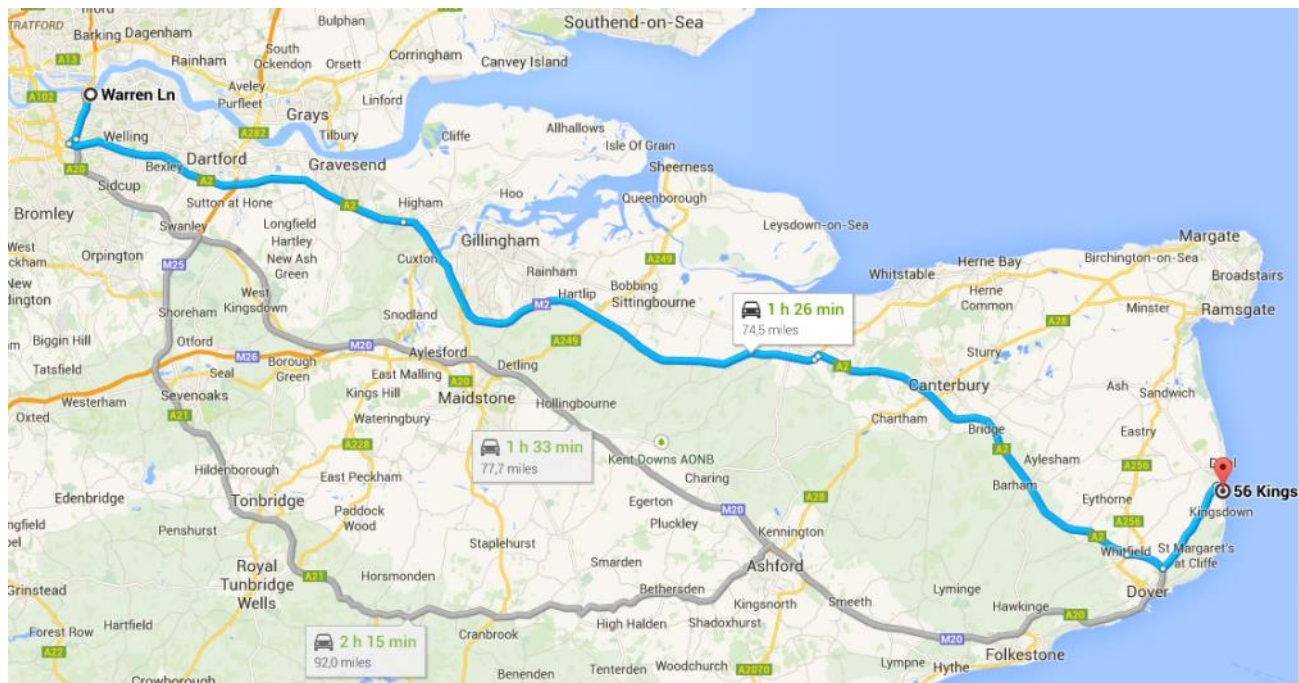 Southend-on-Sea
STRATFORD
Bulphan
Barking
Dagenham
South
Ockendon
Orsett
Corringham
Canvey Island
A13
Rainham
Aveley
Linford
A102
Warren Ln
Purfleet
Grays
Tilbury
A282
Cliffe
Allhallows
Isle Of Grain
Welling
Dartford
Gravesend
Sheerness
Bexley
A20
A2
Sidcup
Hoo
Queenborough
Sutton at Hone
A2
Higham
Leysdown-on-Sea
Bromley
Longfield
Swanley
Hartley
New Ash
Green
Gillingham
A249
Margate
West
Orpington
Cuxton
Rainham
Bobbing
Whitstable
Herne Bay
Birchington-on-Sea
Broadstairs
M25
M2
Hartlip
Sittingbourne
Herne
Common
Minster
Ramsgate
West
Kingsdown
1 h 26 min
74,5 miles
Shoreham
Snodland
A28
Biggin Hill
Otford
M20
Aylesford
A249
Sturry
Tatsfield
M26
Borough
Green
Detling
A2
Seal
East Malling
A20
Canterbury
Ash
Sandwich
Westerham
Sevenoaks
Kings Hill
Maidstone
Hollingbourne
Oxted
A21
Wateringbury
Chartham
Bridge
Eastry
A228
1 h 33 min
77,7 miles
Kent Downs AONB
A2
Aylesham
A256
Hildenborough
East Peckham
Charing
Barham
56 Kings
Edenbridge
Tonbridge
Egerton
A28
Eythorne
Kingsdown
Penshurst
Paddock
Wood
Pluckley
M20
Kennington
A256
A2
Whitfield
St Margaret's
at Cliffe
Staplehurst
Royal
Tunbridge
Wells
A21
Horsmonden
Smarden
Ashford
Lyminge
Dover
Grinstead
Bethersden
Kingsnorth
Smeeth
Hawkinge
A20
Forest Row
Hartfield
2 h 15 min
92,0 miles
Cranbrook
High Halden
Shadoxhurst
M20
Folkestone
A22
Crowborough
Benenden
Tenterden
Woodchurch
A2070
Lympne
Hythe